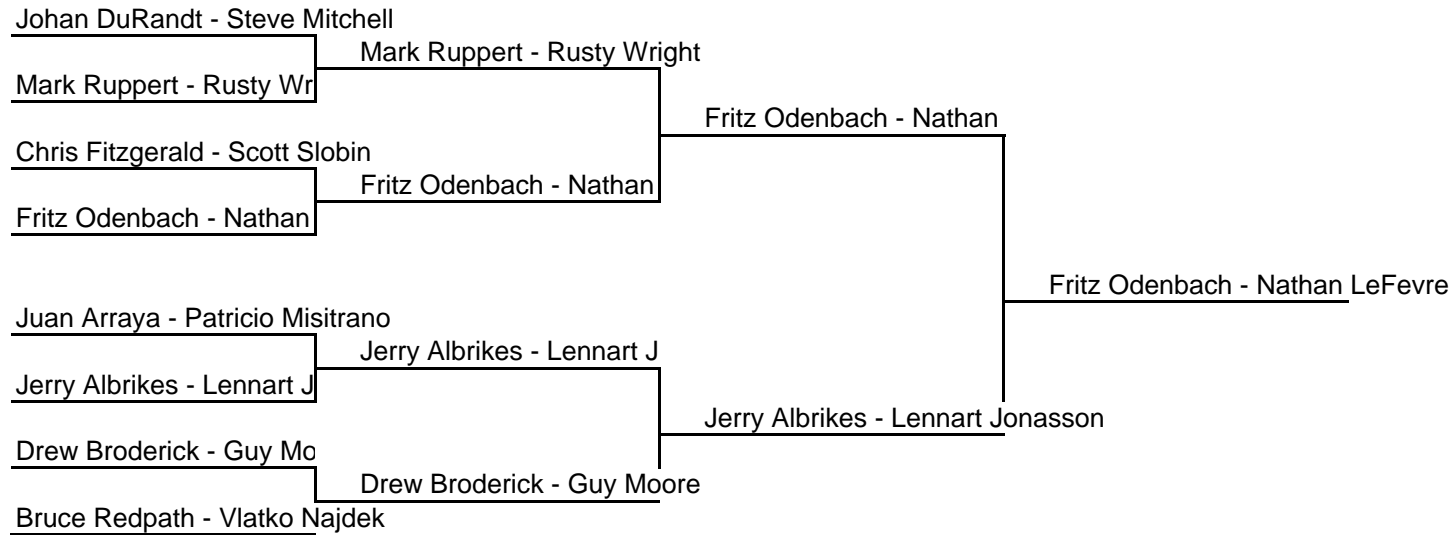 Johan DuRandt - Steve Mitchell
Mark Ruppert - Rusty Wright
Mark Ruppert - Rusty Wr
Fritz Odenbach - Nathan
Chris Fitzgerald - Scott Slobin
Fritz Odenbach - Nathan
Fritz Odenbach - Nathan
Fritz Odenbach - Nathan LeFevre
Juan Arraya - Patricio Misitrano
Jerry Albrikes - Lennart J
Jerry Albrikes - Lennart J
Jerry Albrikes - Lennart Jonasson
Drew Broderick - Guy Mo
Drew Broderick - Guy Moore
Bruce Redpath - Vlatko Najdek